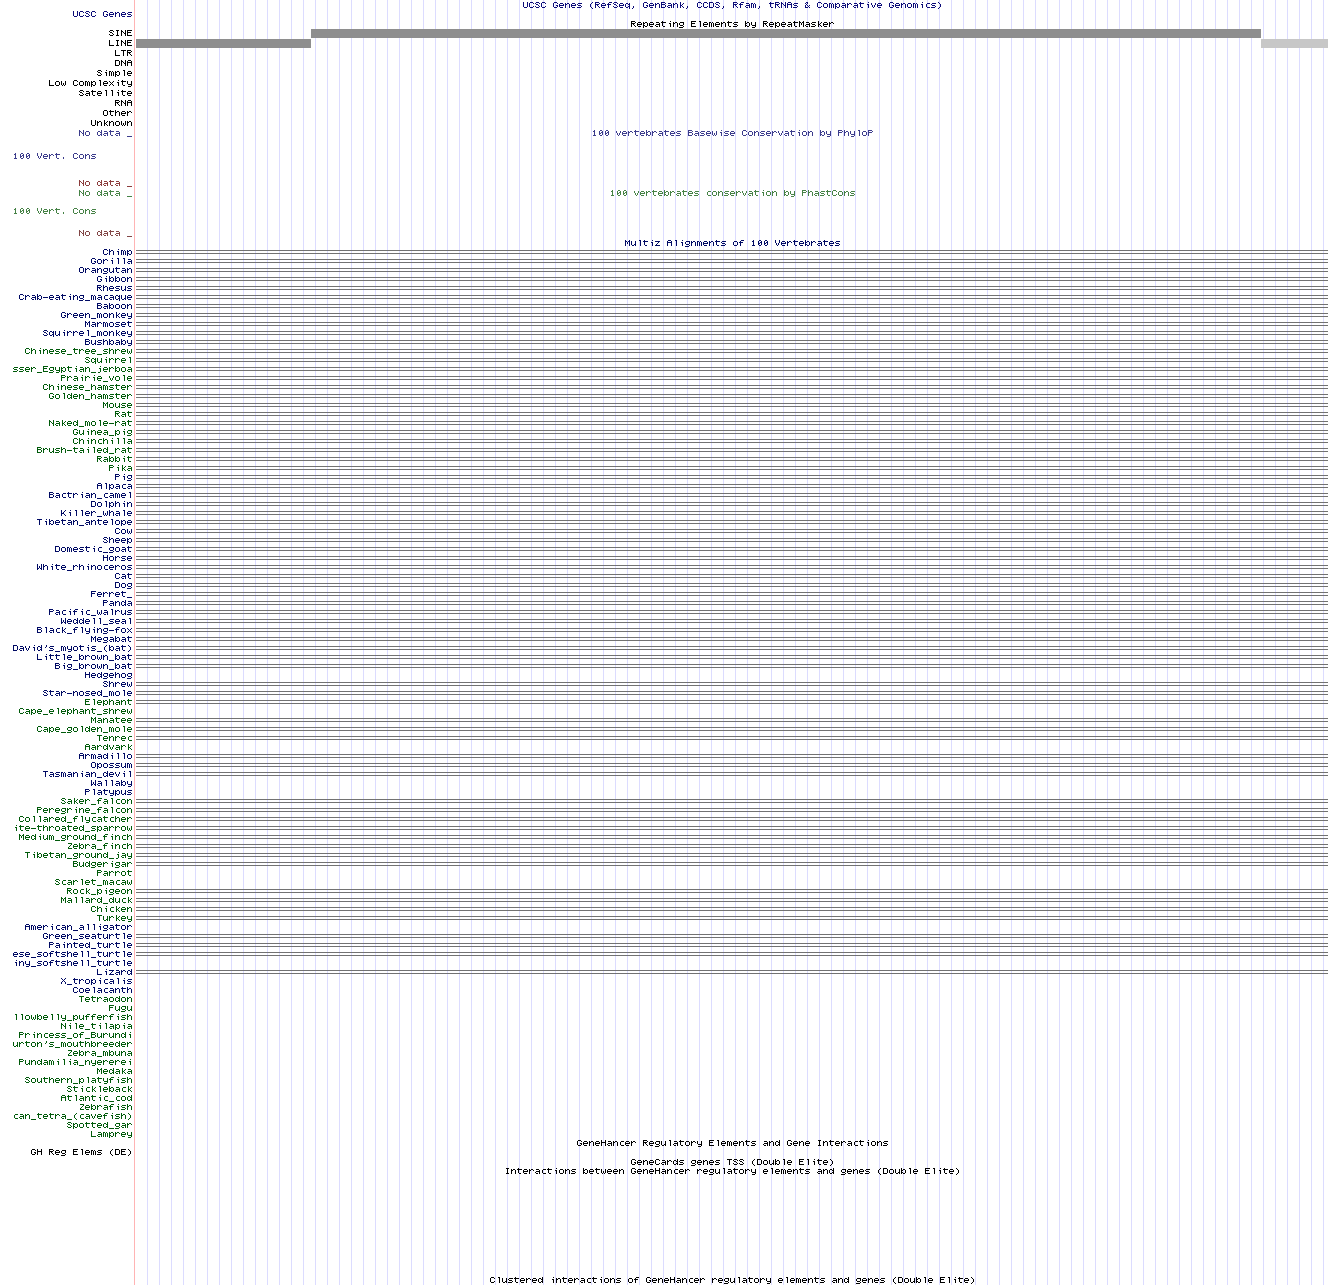 UCSC Genes (RefSeq, GenBank, CCDS, Rfam, tRNAs & Comparative Genomics)
UCSC Genes
Repeating Elements by RepeatMasker
SINE
LINE
LTR
DNA
Simple
Low Complexity
Satellite
RNA
Other
Unknown
No data _
100 vertebrates Basewise Conservation by PhyloP
100 Vert. Cons
No data _
No data _
100 vertebrates conservation by PhastCons
100 Vert. Cons
No data _
Multiz Alignments of 100 Vertebrates
Chimp
Gorilla
Orangutan
Gibbon
Rhesus
Crab-eating_macaque
Baboon
Green_monkey
Marmoset
Squirrel_monkey
Bushbaby
Chinese_tree_shrew
Squirrel
sser_Egyptian_jerboa
Prairie_vole
Chinese_hamster
Golden_hamster
Mouse
Rat
Naked_mole-rat
Guinea_pig
Chinchilla
Brush-tailed_rat
Rabbit
Pika
Pig
Alpaca
Bactrian_camel
Dolphin
Killer_whale
Tibetan_antelope
Cow
Sheep
Domestic_goat
Horse
White_rhinoceros
Cat
Dog
Ferret_
Panda
Pacific_walrus
Weddell_seal
Black_flying-fox
Megabat
David's_myotis_(bat)
Little_brown_bat
Big_brown_bat
Hedgehog
Shrew
Star-nosed_mole
Elephant
Cape_elephant_shrew
Manatee
Cape_golden_mole
Tenrec
Aardvark
Armadillo
Opossum
Tasmanian_devil
Wallaby
Platypus
Saker_falcon
Peregrine_falcon
Collared_flycatcher
ite-throated_sparrow
Medium_ground_finch
Zebra_finch
Tibetan_ground_jay
Budgerigar
Parrot
Scarlet_macaw
Rock_pigeon
Mallard_duck
Chicken
Turkey
American_alligator
Green_seaturtle
Painted_turtle
ese_softshell_turtle
iny_softshell_turtle
Lizard
X_tropicalis
Coelacanth
Tetraodon
Fugu
llowbelly_pufferfish
Nile_tilapia
Princess_of_Burundi
urton's_mouthbreeder
Zebra_mbuna
Pundamilia_nyererei
Medaka
Southern_platyfish
Stickleback
Atlantic_cod
Zebrafish
can_tetra_(cavefish)
Spotted_gar
Lamprey
GeneHancer Regulatory Elements and Gene Interactions
GH Reg Elems (DE)
GeneCards genes TSS (Double Elite)
Interactions between GeneHancer regulatory elements and genes (Double Elite)
Clustered interactions of GeneHancer regulatory elements and genes (Double Elite)